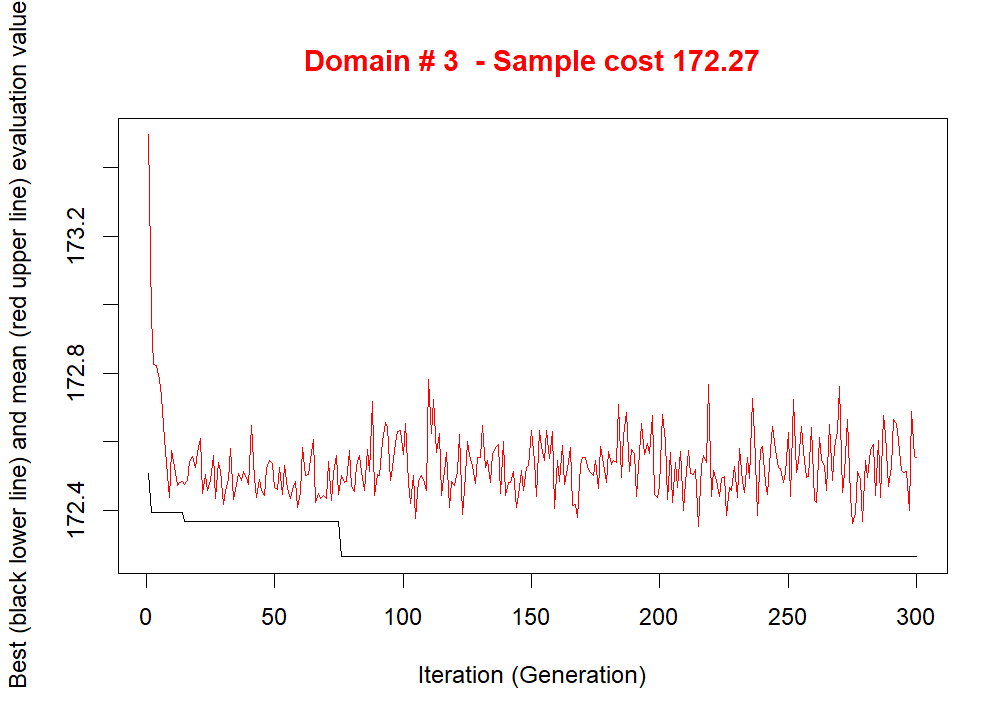 Domain # 3  - Sample cost 172.27
Best (black lower line) and mean (red upper line) evaluation value
173.2
172.8
172.4
0 50 100 150 200 250 300
Iteration (Generation)